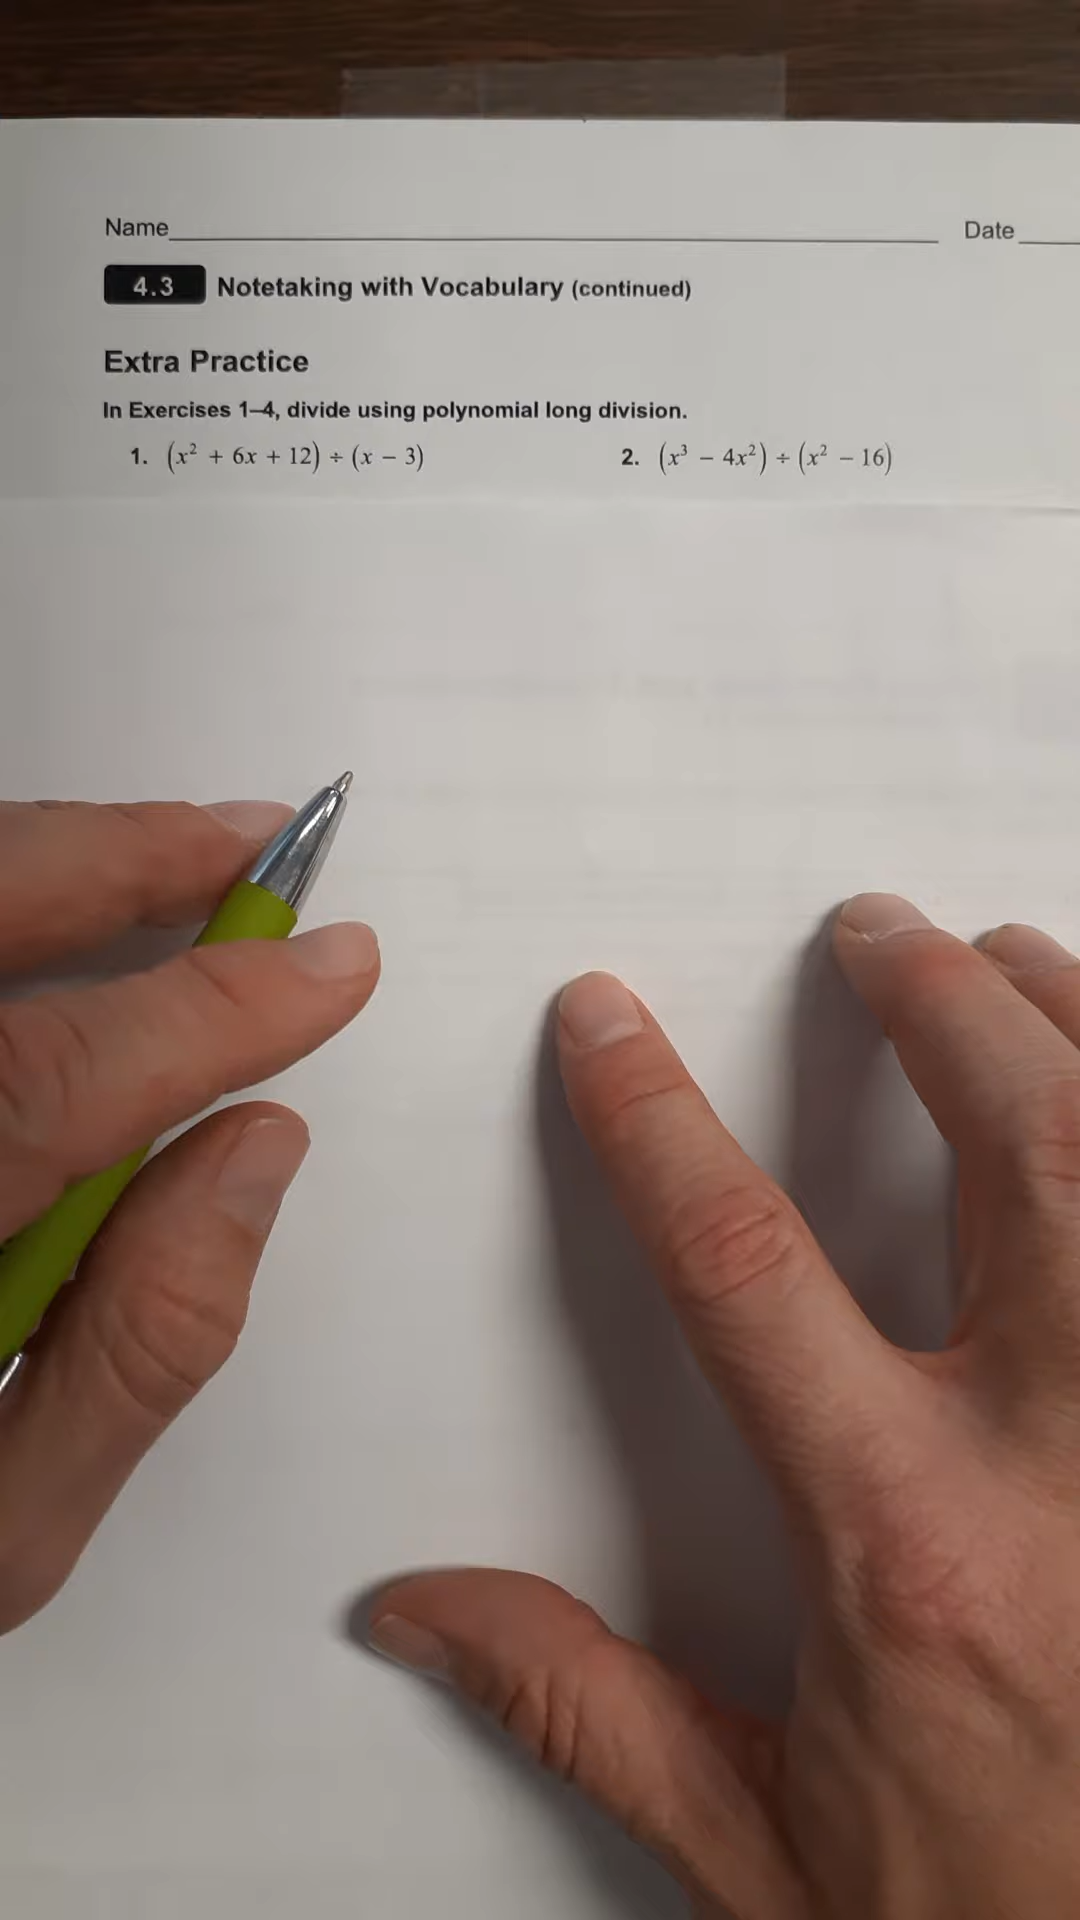 Name Date
4.3 Notetaking with Vocabulary (continued)
Extra Practice
In Exercises 1–4, divide using polynomial long division.
1. (x² + 6x + 12) ÷ (x − 3) 2. (x³ − 4x²) ÷ (x² − 16)